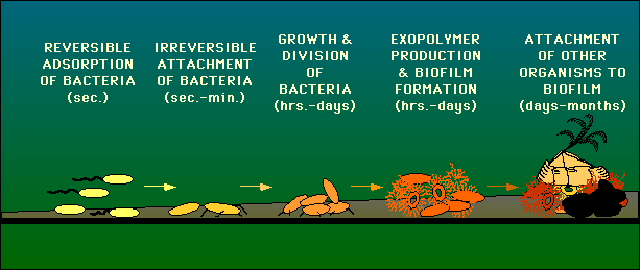 REVERSIBLE
ADSORPTION
OF BACTERIA
(sec.)
IRREVERSIBLE
ATTACHMENT
OF BACTERIA
(sec.-min.)
GROWTH &
DIVISION
OF
BACTERIA
(hrs.-days)
EXOPOLYMER
PRODUCTION
& BIOFILM
FORMATION
(hrs.-days)
ATTACHMENT
OF OTHER
ORGANISMS TO
BIOFILM
(days-months)